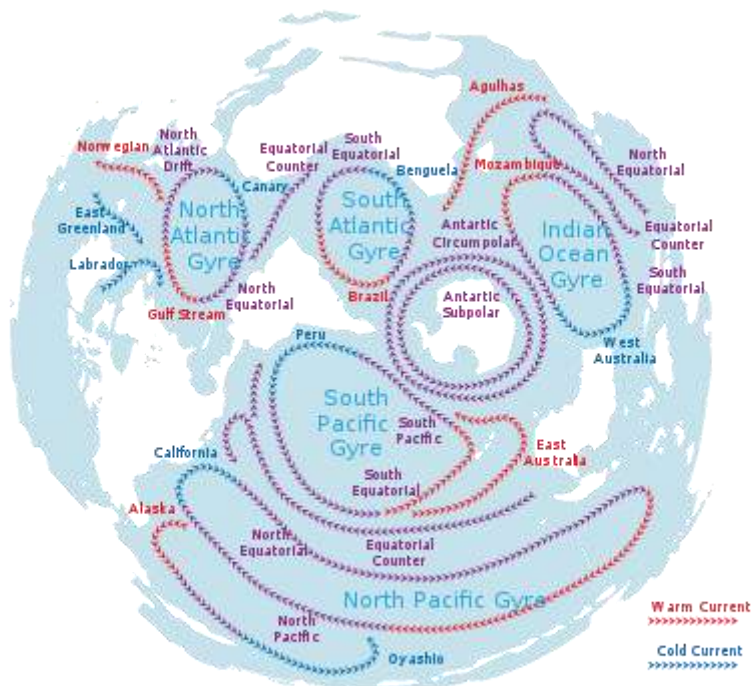 Agulhas
Norwegian
North
Atlantic
Drift
Equatorial
Counter
South
Equatorial
Benguela
Mozambique
North
Equatorial
Canary
East
Greenland
North
Atlantic
Gyre
South
Atlantic
Gyre
Antartic
Circumpolar
Indian
Ocean
Gyre
Equatorial
Counter
Labrador
North
Equatorial
South
Equatorial
Gulf Stream
Brazil
Antartic
Subpolar
Peru
West
Australia
South
Pacific
Gyre
South
Pacific
California
East
Australia
South
Equatorial
Alaska
North
Equatorial
Equatorial
Counter
North Pacific Gyre
North
Pacific
Oyashio
Warm Current
Cold Current